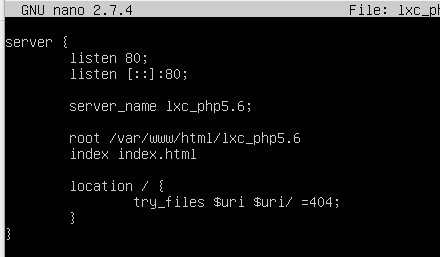 GNU nano 2.7.4 File: lxc_ph
server {
listen 80;
listen [::]:80;
server_name lxc_php5.6;
root /var/www/html/lxc_php5.6
index index.html
location / {
try_files $uri $uri/ =404;
}
}